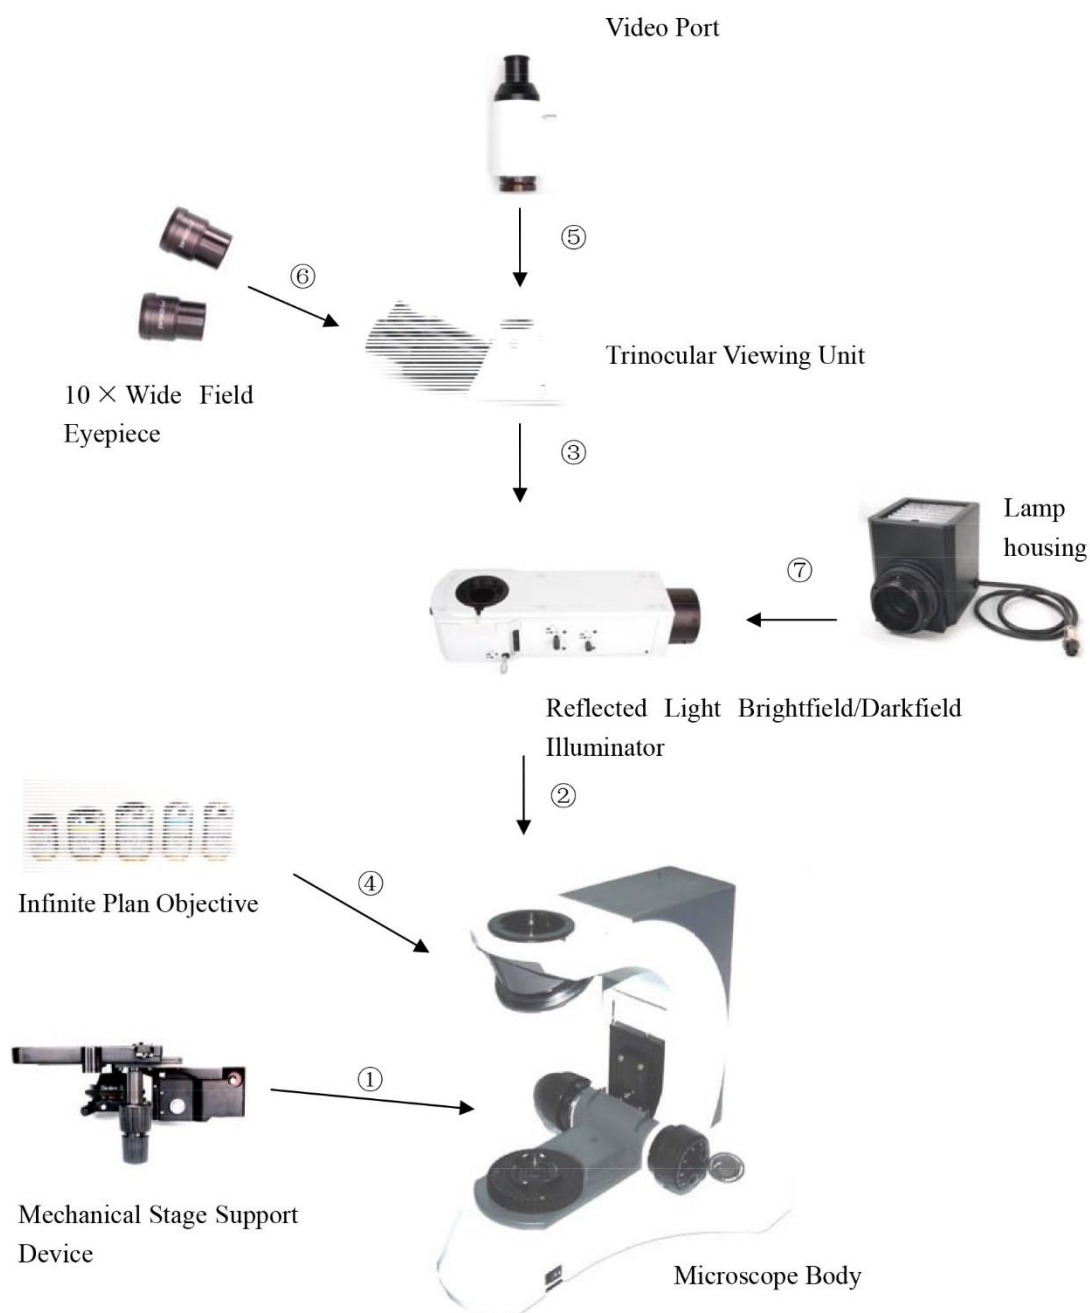 Video Port
⑤
⑥
Trinocular Viewing Unit
10×Wide Field
Eyepiece
③
Lamp
housing
⑦
Reflected Light Brightfield/Darkfield
Illuminator
②
④
Infinite Plan Objective
①
Mechanical Stage Support
Device
Microscope Body